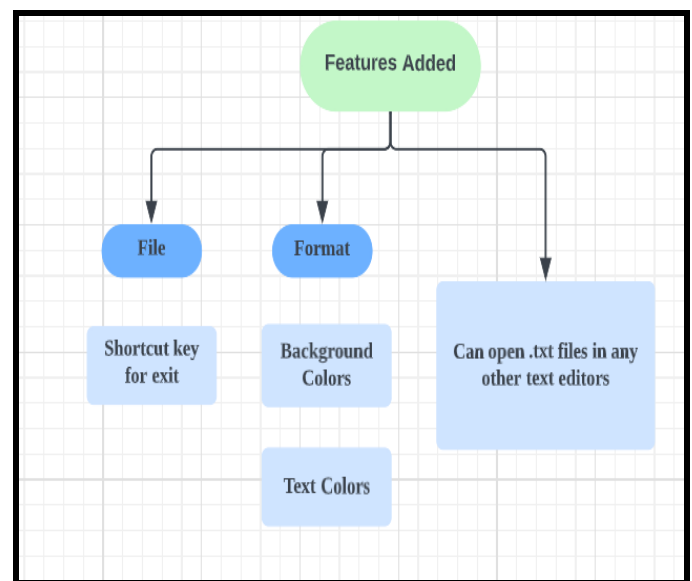 Features Added
File
Format
Shortcut key
for exit
Background
Colors
Can open .txt files in any
other text editors
Text Colors